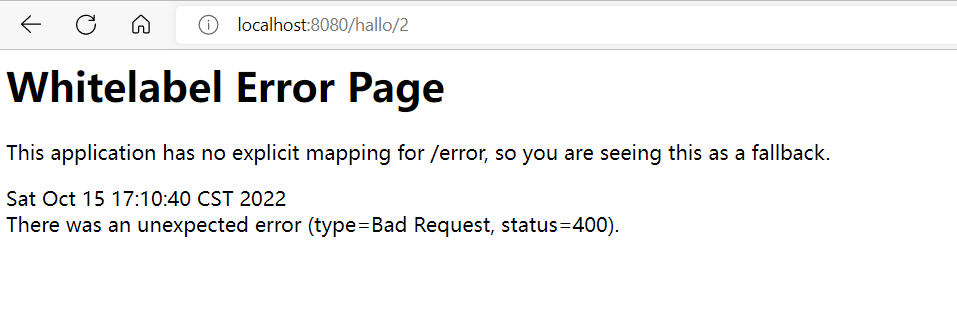 localhost:8080/hallo/2
Whitelabel Error Page
This application has no explicit mapping for /error, so you are seeing this as a fallback.
Sat Oct 15 17:10:40 CST 2022
There was an unexpected error (type=Bad Request, status=400).